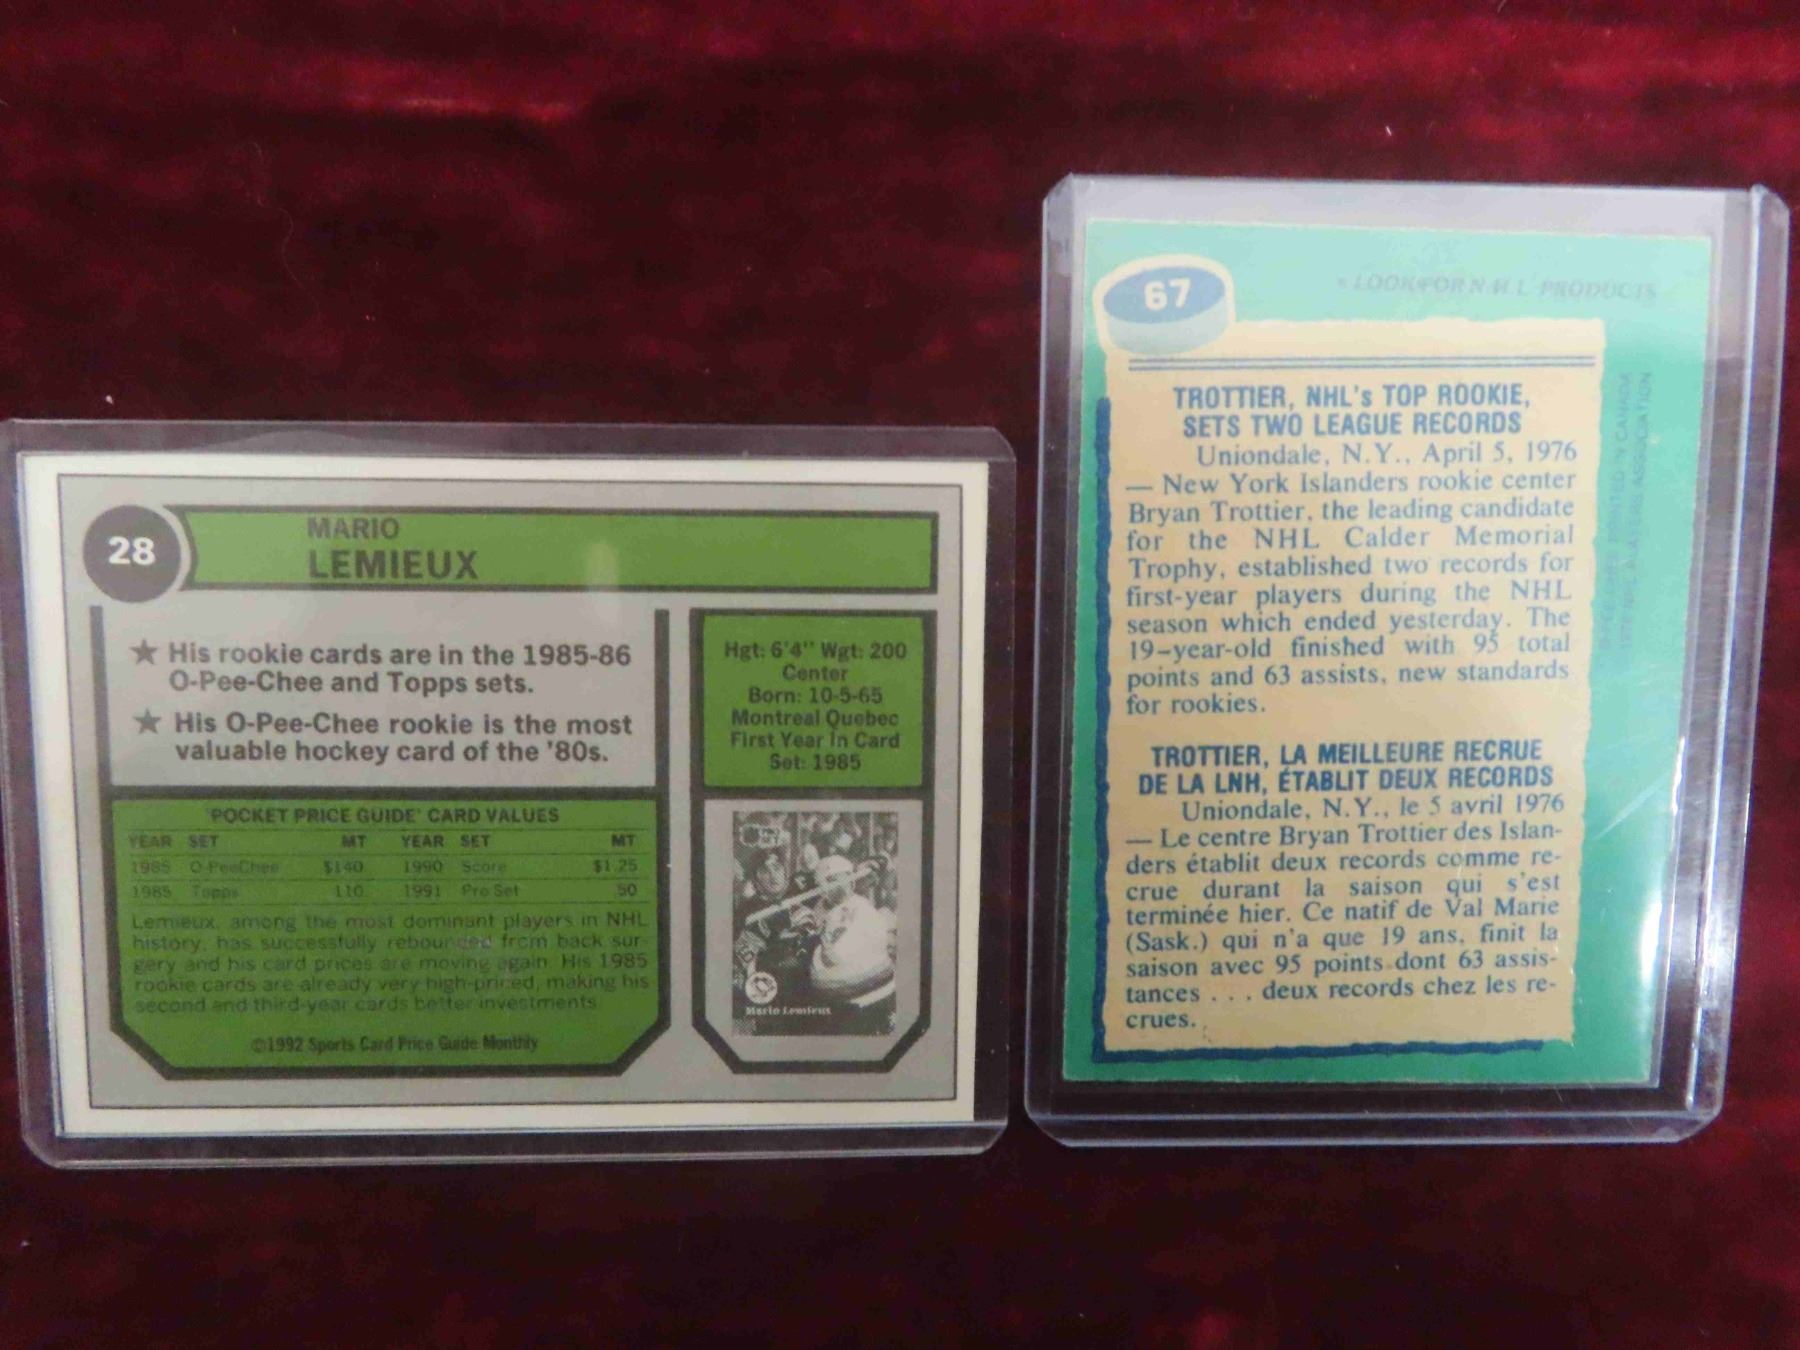 28
MARIO
LEMIEUX
★ His rookie cards are in the 1985-86
O-Pee-Chee and Topps sets.
★ His O-Pee-Chee rookie is the most
valuable hockey card of the '80s.
Hgt: 6'4" Wgt: 200
Center
Born: 10-5-65
Montreal Quebec
First Year In Card
Set: 1985
'POCKET PRICE GUIDE' CARD VALUES
YEAR SET MT YEAR SET MT
1985 O-PeeChee $140 1990 Score $1.25
1985 Topps 110 1991 Pro Set .50
Lemieux, among the most dominant players in NHL
history, has successfully rebounded from back sur-
gery and his card prices are moving again. His 1985
rookie cards are already very high-priced, making his
second and third-year cards better investments.
©1992 Sports Card Price Guide Monthly
Mario Lemieux
67
LOOK FOR N.H.L. PRODUCTS
TROTTIER, NHL's TOP ROOKIE,
SETS TWO LEAGUE RECORDS
Uniondale, N.Y., April 5, 1976
— New York Islanders rookie center
Bryan Trottier, the leading candidate
for the NHL Calder Memorial
Trophy, established two records for
first-year players during the NHL
season which ended yesterday. The
19-year-old finished with 95 total
points and 63 assists, new standards
for rookies.
TROTTIER, LA MEILLEURE RECRUE
DE LA LNH, ÉTABLIT DEUX RECORDS
Uniondale, N.Y., le 5 avril 1976
— Le centre Bryan Trottier des Islan-
ders établit deux records comme re-
crue durant la saison qui s'est
terminée hier. Ce natif de Val Marie
(Sask.) qui n'a que 19 ans, finit la
saison avec 95 points dont 63 assis-
tances . . . deux records chez les re-
crues.
PRINTED IN CANADA
PLAYERS ASSOCIATION